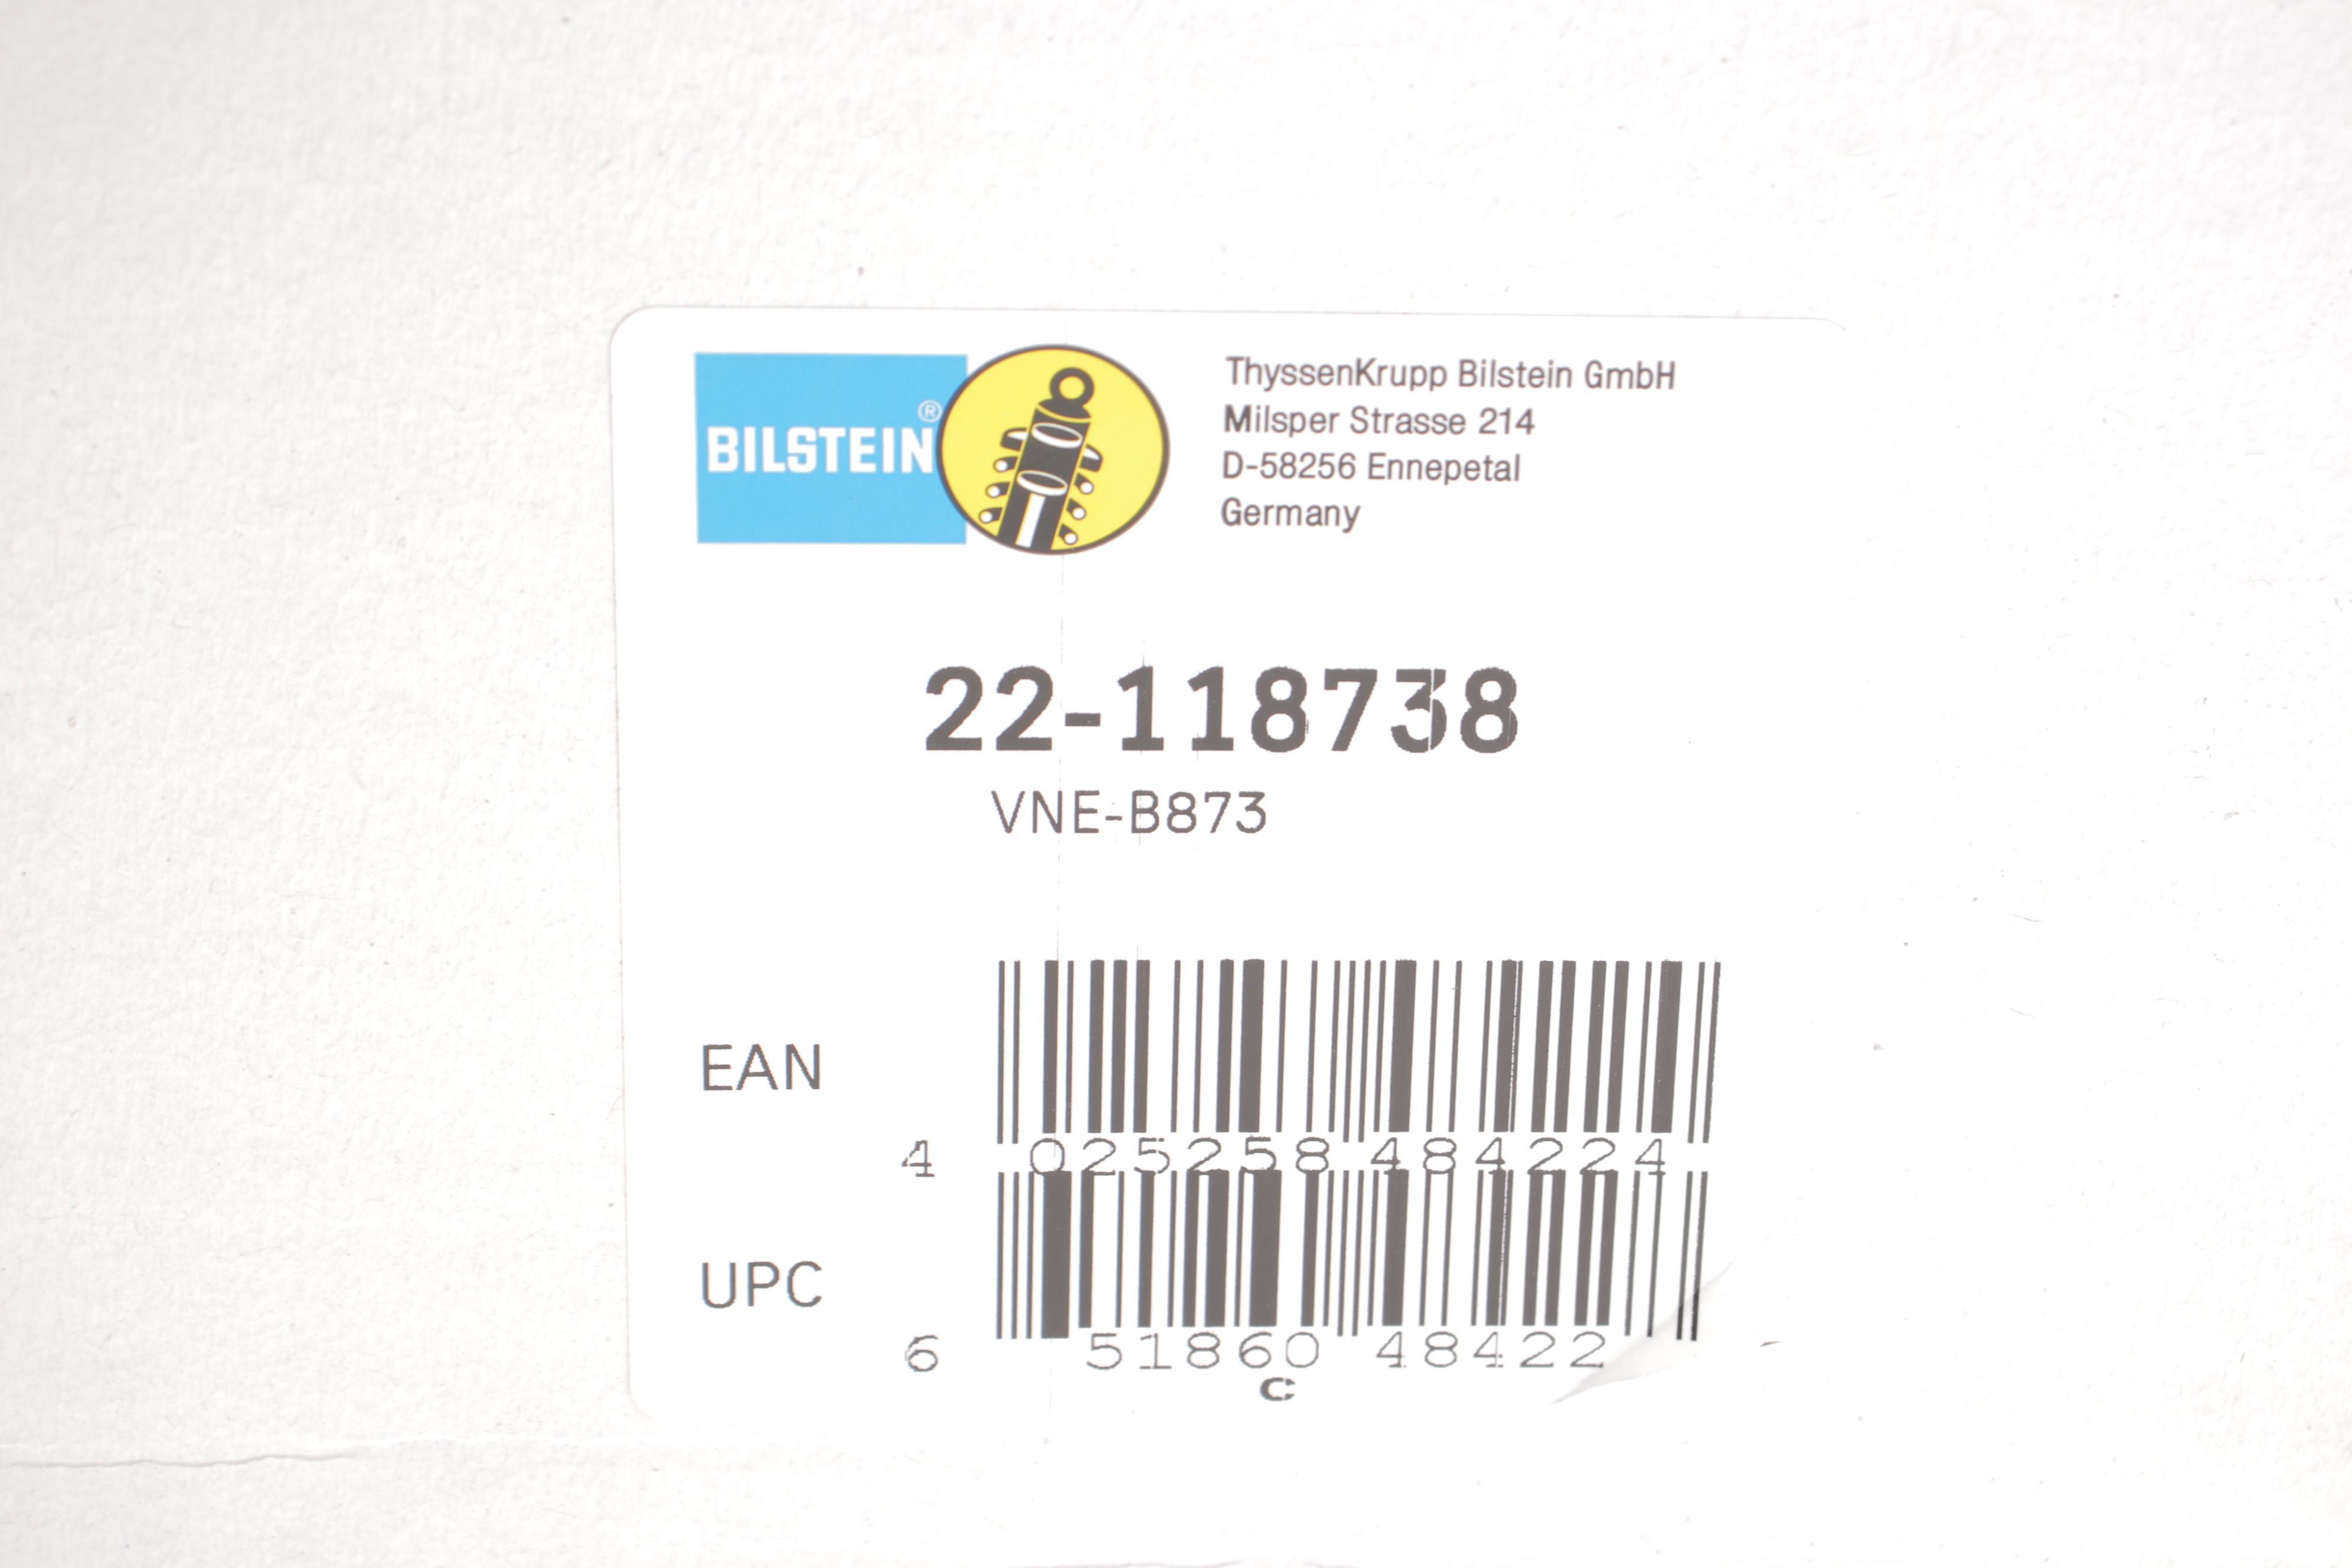 BILSTEIN®
ThyssenKrupp Bilstein GmbH
Milsper Strasse 214
D-58256 Ennepetal
Germany
22-118738
VNE-B873
EAN
4 025258 484224
UPC
6 51860 48422
C